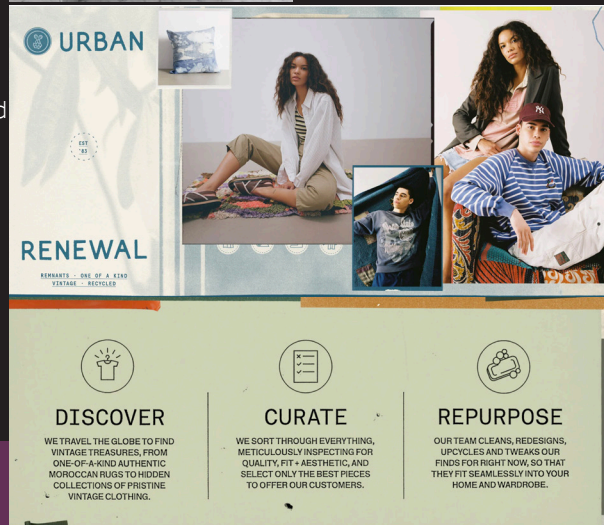 URBAN
EST
'85
RENEWAL
REMNANTS · ONE OF A KIND
VINTAGE · RECYCLED
NY
DISCOVER
WE TRAVEL THE GLOBE TO FIND
VINTAGE TREASURES, FROM
ONE-OF-A-KIND AUTHENTIC
MOROCCAN RUGS TO HIDDEN
COLLECTIONS OF PRISTINE
VINTAGE CLOTHING.
CURATE
WE SORT THROUGH EVERYTHING,
METICULOUSLY INSPECTING FOR
QUALITY, FIT + AESTHETIC, AND
SELECT ONLY THE BEST PIECES
TO OFFER OUR CUSTOMERS.
REPURPOSE
OUR TEAM CLEANS, REDESIGNS,
UPCYCLES AND TWEAKS OUR
FINDS FOR RIGHT NOW, SO THAT
THEY FIT SEAMLESSLY INTO YOUR
HOME AND WARDROBE.